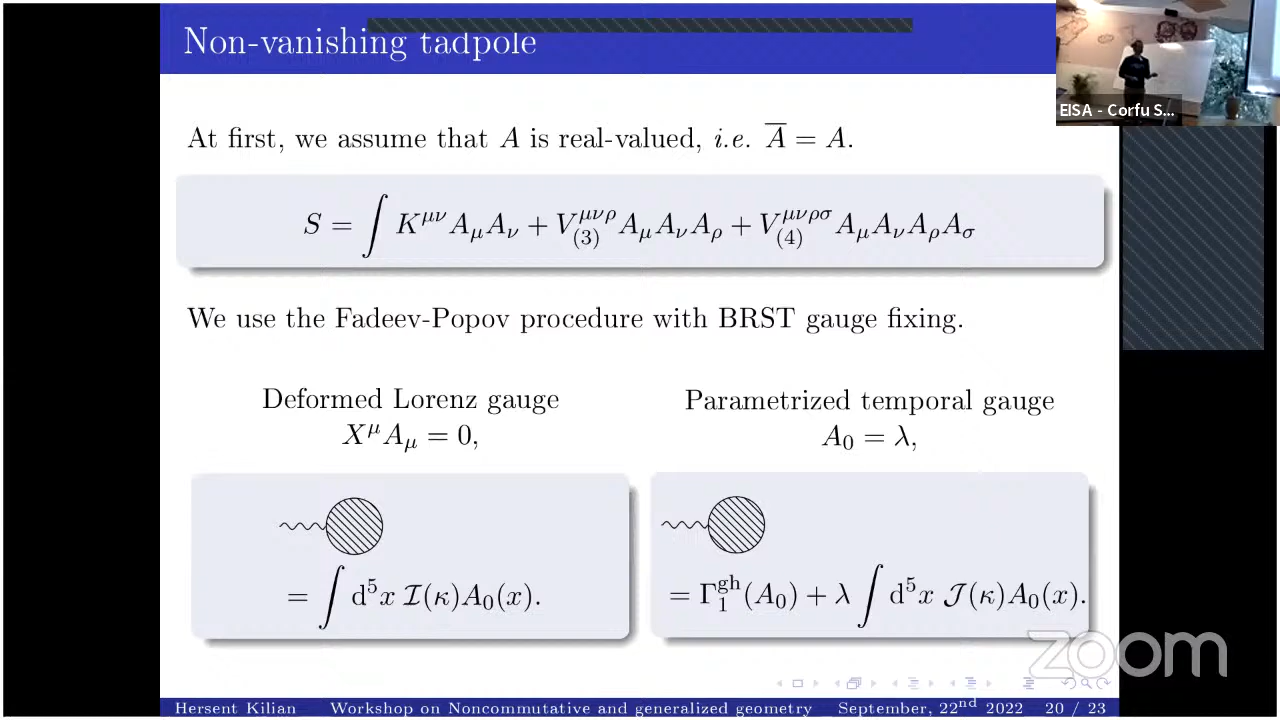 Non-vanishing tadpole
EISA - Corfu S...
At first, we assume that A is real-valued, i.e. \overline{A} = A.
S = ∫ K^{μν} A_μ A_ν + V_{(3)}^{μνρ} A_μ A_ν A_ρ + V_{(4)}^{μνρσ} A_μ A_ν A_ρ A_σ
We use the Fadeev-Popov procedure with BRST gauge fixing.
Deformed Lorenz gauge
X^μ A_μ = 0,
Parametrized temporal gauge
A_0 = λ,
= ∫ d^5x 𝓘(κ)A_0(x).
= Γ_1^{gh}(A_0) + λ ∫ d^5x 𝓙(κ)A_0(x).
zoom
Hersent Kilian Workshop on Noncommutative and generalized geometry September, 22nd 2022 20 / 23